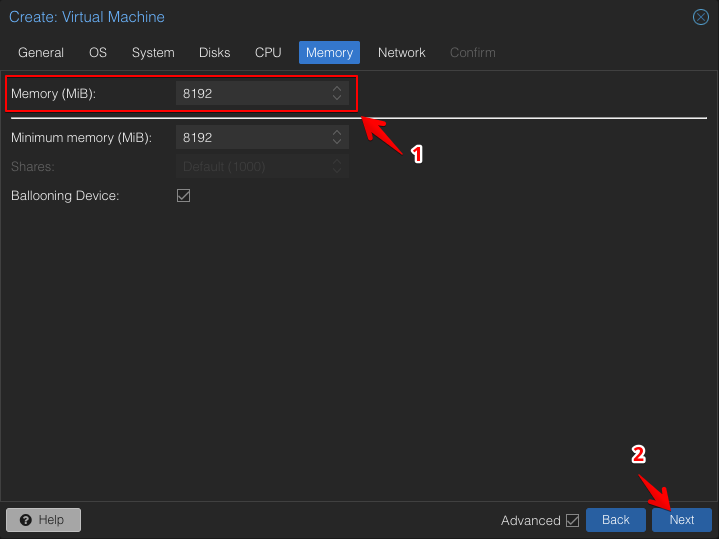 Create: Virtual Machine
General OS System Disks CPU Memory Network Confirm
Memory (MiB): 8192
1
Minimum memory (MiB): 8192
Shares: Default (1000)
Ballooning Device:
2
Help Advanced Back Next